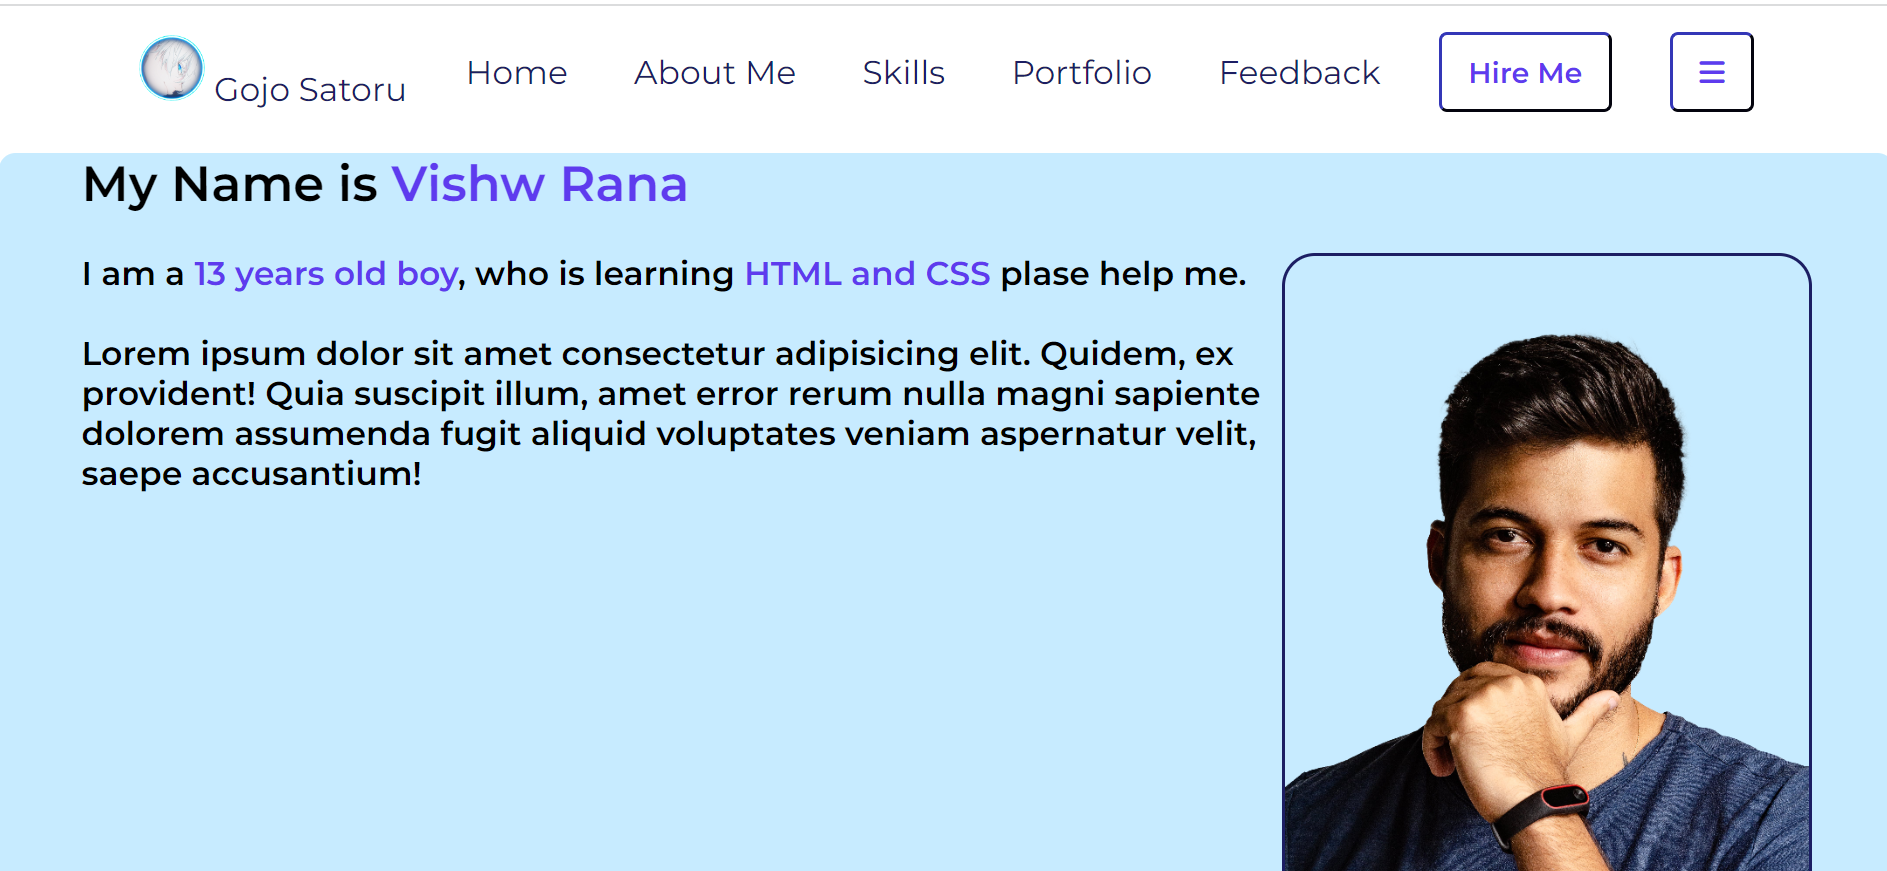 Gojo Satoru
Home
About Me
Skills
Portfolio
Feedback
Hire Me
My Name is Vishw Rana
I am a 13 years old boy, who is learning HTML and CSS plase help me.
Lorem ipsum dolor sit amet consectetur adipisicing elit. Quidem, ex
provident! Quia suscipit illum, amet error rerum nulla magni sapiente
dolorem assumenda fugit aliquid voluptates veniam aspernatur velit,
saepe accusantium!